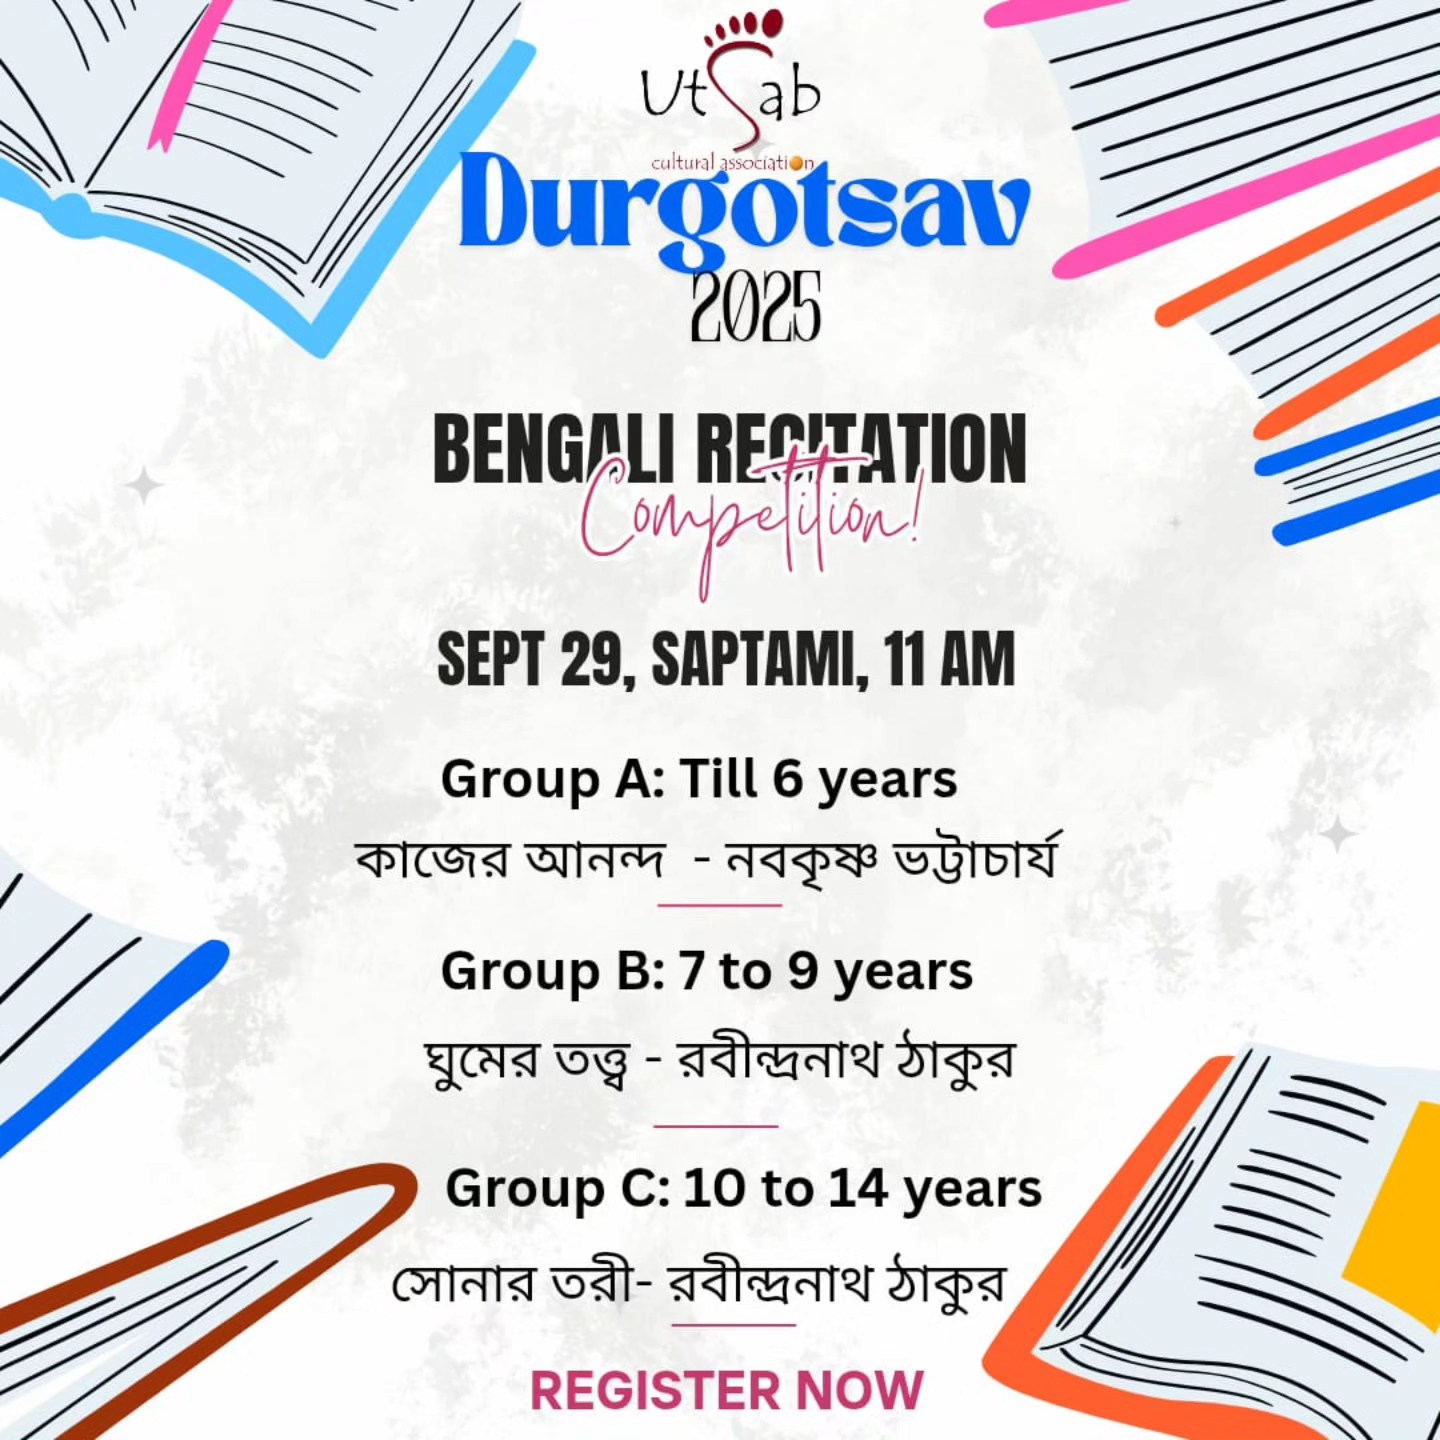 Utsab
cultural association
Durgotsav
2025
BENGALI RECITATION
Competition!
SEPT 29, SAPTAMI, 11 AM
Group A: Till 6 years
কাজের আনন্দ - নবকৃষ্ণ ভট্টাচার্য
Group B: 7 to 9 years
ঘুমের তত্ত্ব - রবীন্দ্রনাথ ঠাকুর
Group C: 10 to 14 years
সোনার তরী- রবীন্দ্রনাথ ঠাকুর
REGISTER NOW